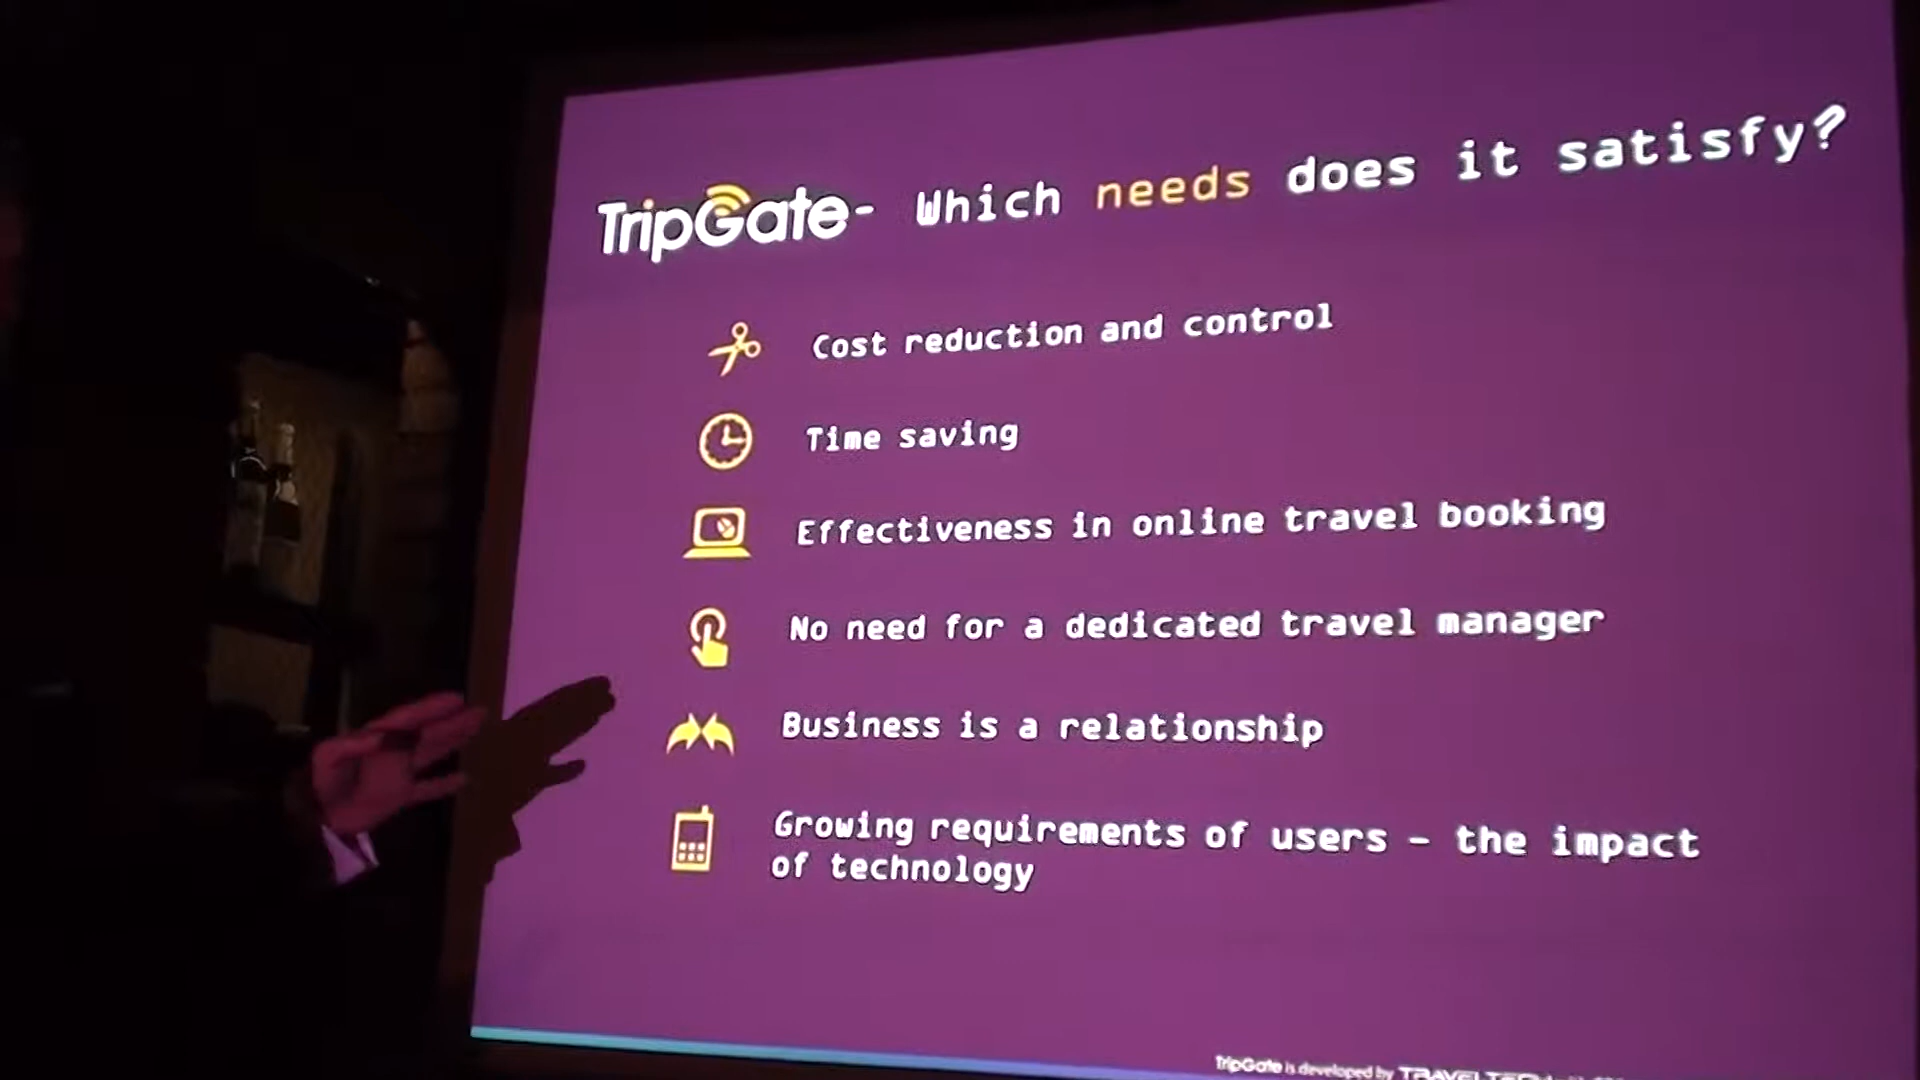 TripGate- Which needs does it satisfy?
Cost reduction and control
Time saving
Effectiveness in online travel booking
No need for a dedicated travel manager
Business is a relationship
Growing requirements of users – the impact
of technology
TripGate is developed by